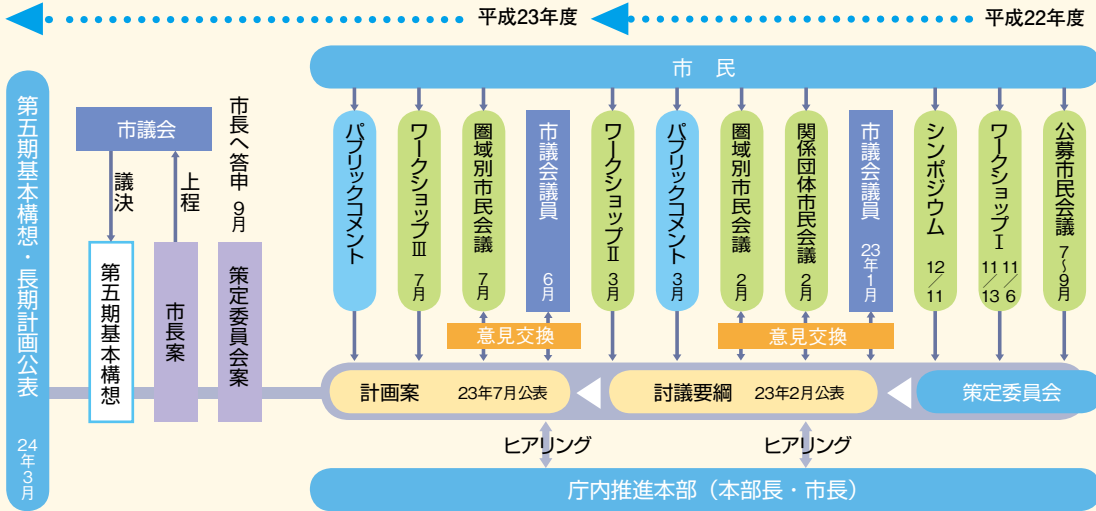 平成23年度
平成22年度
市民
公募市民会議 7〜9月
ワークショップⅠ 11/6 11/13
シンポジウム 12/11
市議会議員 23年1月
関係団体市民会議 2月
圏域別市民会議 2月
パブリックコメント 3月
ワークショップⅡ 3月
市議会議員 6月
圏域別市民会議 7月
ワークショップⅢ 7月
パブリックコメント
意見交換
意見交換
策定委員会
討議要綱 23年2月公表
計画案 23年7月公表
ヒアリング
ヒアリング
庁内推進本部（本部長・市長）
市長へ答申 9月
策定委員会案
市議会
上程
議決
市長案
第五期基本構想
第五期基本構想・長期計画公表 24年3月